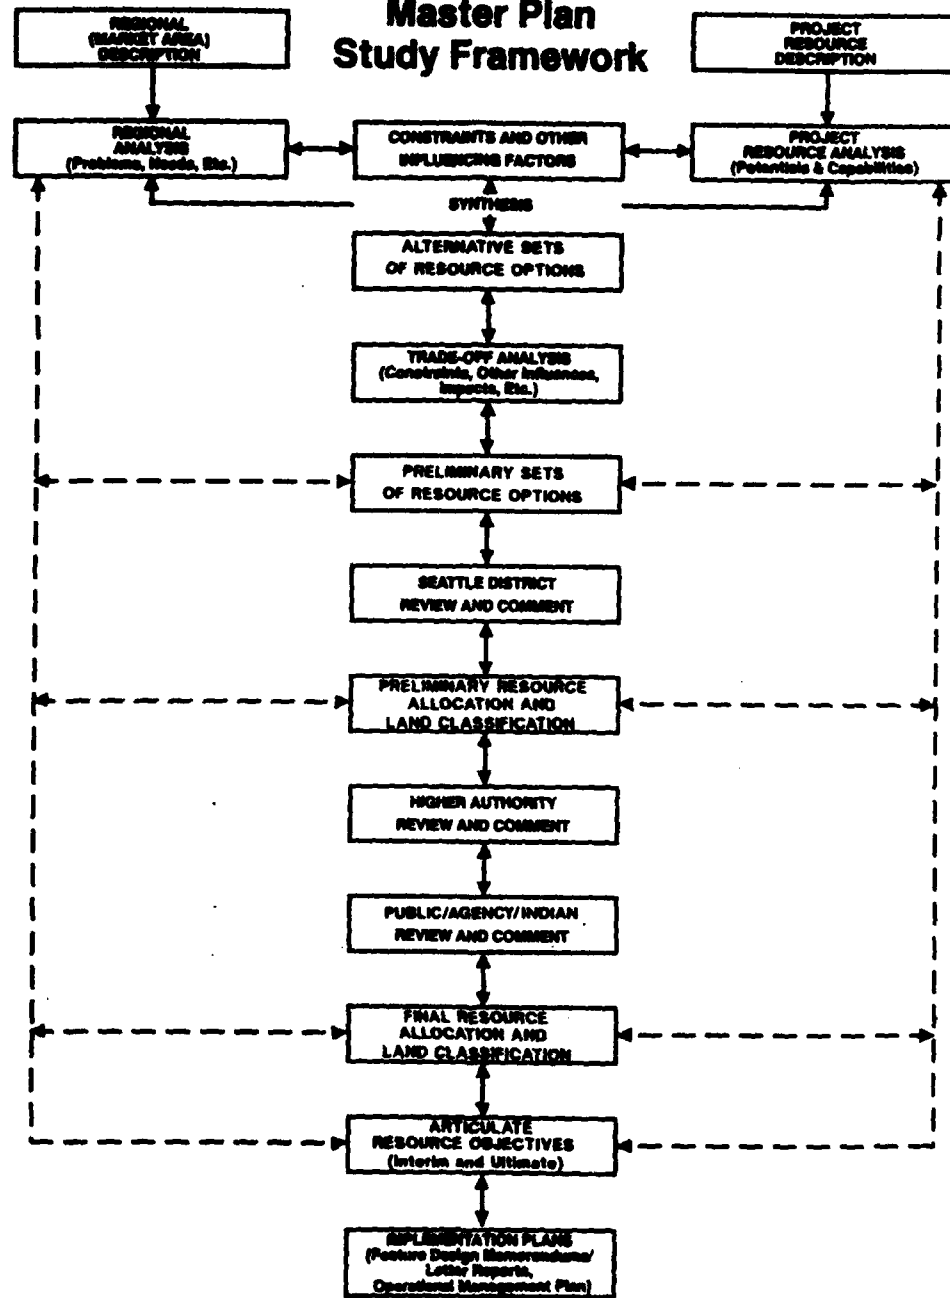 Master Plan
Study Framework
REGIONAL
(MARKET AREA)
DESCRIPTION
PROJECT
RESOURCE
DESCRIPTION
REGIONAL
ANALYSIS
(Problems, Needs, Etc.)
CONSTRAINTS AND OTHER
INFLUENCING FACTORS
PROJECT
RESOURCE ANALYSIS
(Potentials & Capabilities)
SYNTHESIS
ALTERNATIVE SETS
OF RESOURCE OPTIONS
TRADE-OFF ANALYSIS
(Constraints, Other Influences,
Impacts, Etc.)
PRELIMINARY SETS
OF RESOURCE OPTIONS
SEATTLE DISTRICT
REVIEW AND COMMENT
PRELIMINARY RESOURCE
ALLOCATION AND
LAND CLASSIFICATION
HIGHER AUTHORITY
REVIEW AND COMMENT
PUBLIC/AGENCY/INDIAN
REVIEW AND COMMENT
FINAL RESOURCE
ALLOCATION AND
LAND CLASSIFICATION
ARTICULATE
RESOURCE OBJECTIVES
(Interim and Ultimate)
IMPLEMENTATION PLANS
(Feature Design Memorandums/
Letter Reports,
Operational Management Plan)